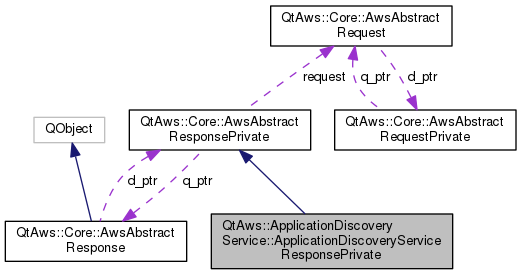 QtAws::Core::AwsAbstract
Request
request
q_ptr
d_ptr
QObject
QtAws::Core::AwsAbstract
ResponsePrivate
QtAws::Core::AwsAbstract
RequestPrivate
d_ptr
q_ptr
QtAws::Core::AwsAbstract
Response
QtAws::ApplicationDiscovery
Service::ApplicationDiscoveryService
ResponsePrivate